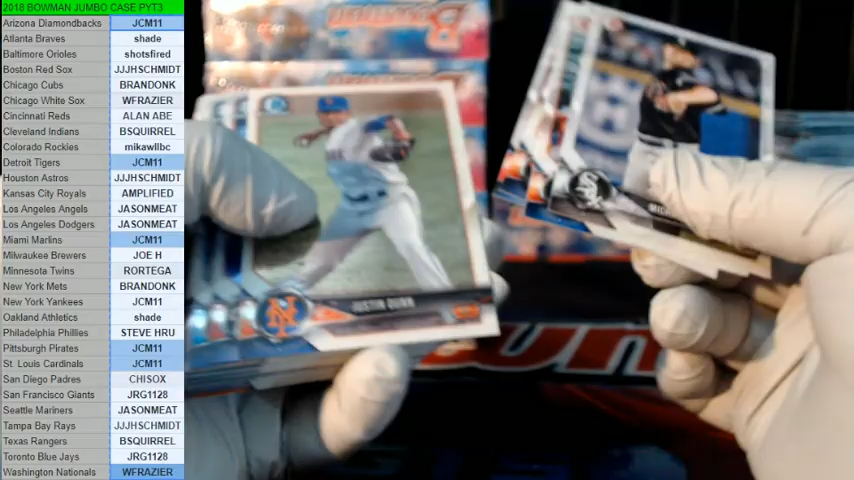 2018 BOWMAN JUMBO CASE PYT3
Arizona Diamondbacks JCM11
Atlanta Braves shade
Baltimore Orioles shotsfired
Boston Red Sox JJJHSCHMIDT
Chicago Cubs BRANDONK
Chicago White Sox WFRAZIER
Cincinnati Reds ALAN ABE
Cleveland Indians BSQUIRREL
Colorado Rockies mikawllbc
Detroit Tigers JCM11
Houston Astros JJJHSCHMIDT
Kansas City Royals AMPLIFIED
Los Angeles Angels JASONMEAT
Los Angeles Dodgers JASONMEAT
Miami Marlins JCM11
Milwaukee Brewers JOE H
Minnesota Twins RORTEGA
New York Mets BRANDONK
New York Yankees JCM11
Oakland Athletics shade
Philadelphia Phillies STEVE HRU
Pittsburgh Pirates JCM11
St. Louis Cardinals JCM11
San Diego Padres CHISOX
San Francisco Giants JRG1128
Seattle Mariners JASONMEAT
Tampa Bay Rays JJJHSCHMIDT
Texas Rangers BSQUIRREL
Toronto Blue Jays JRG1128
Washington Nationals WFRAZIER
JUSTIN DUNN